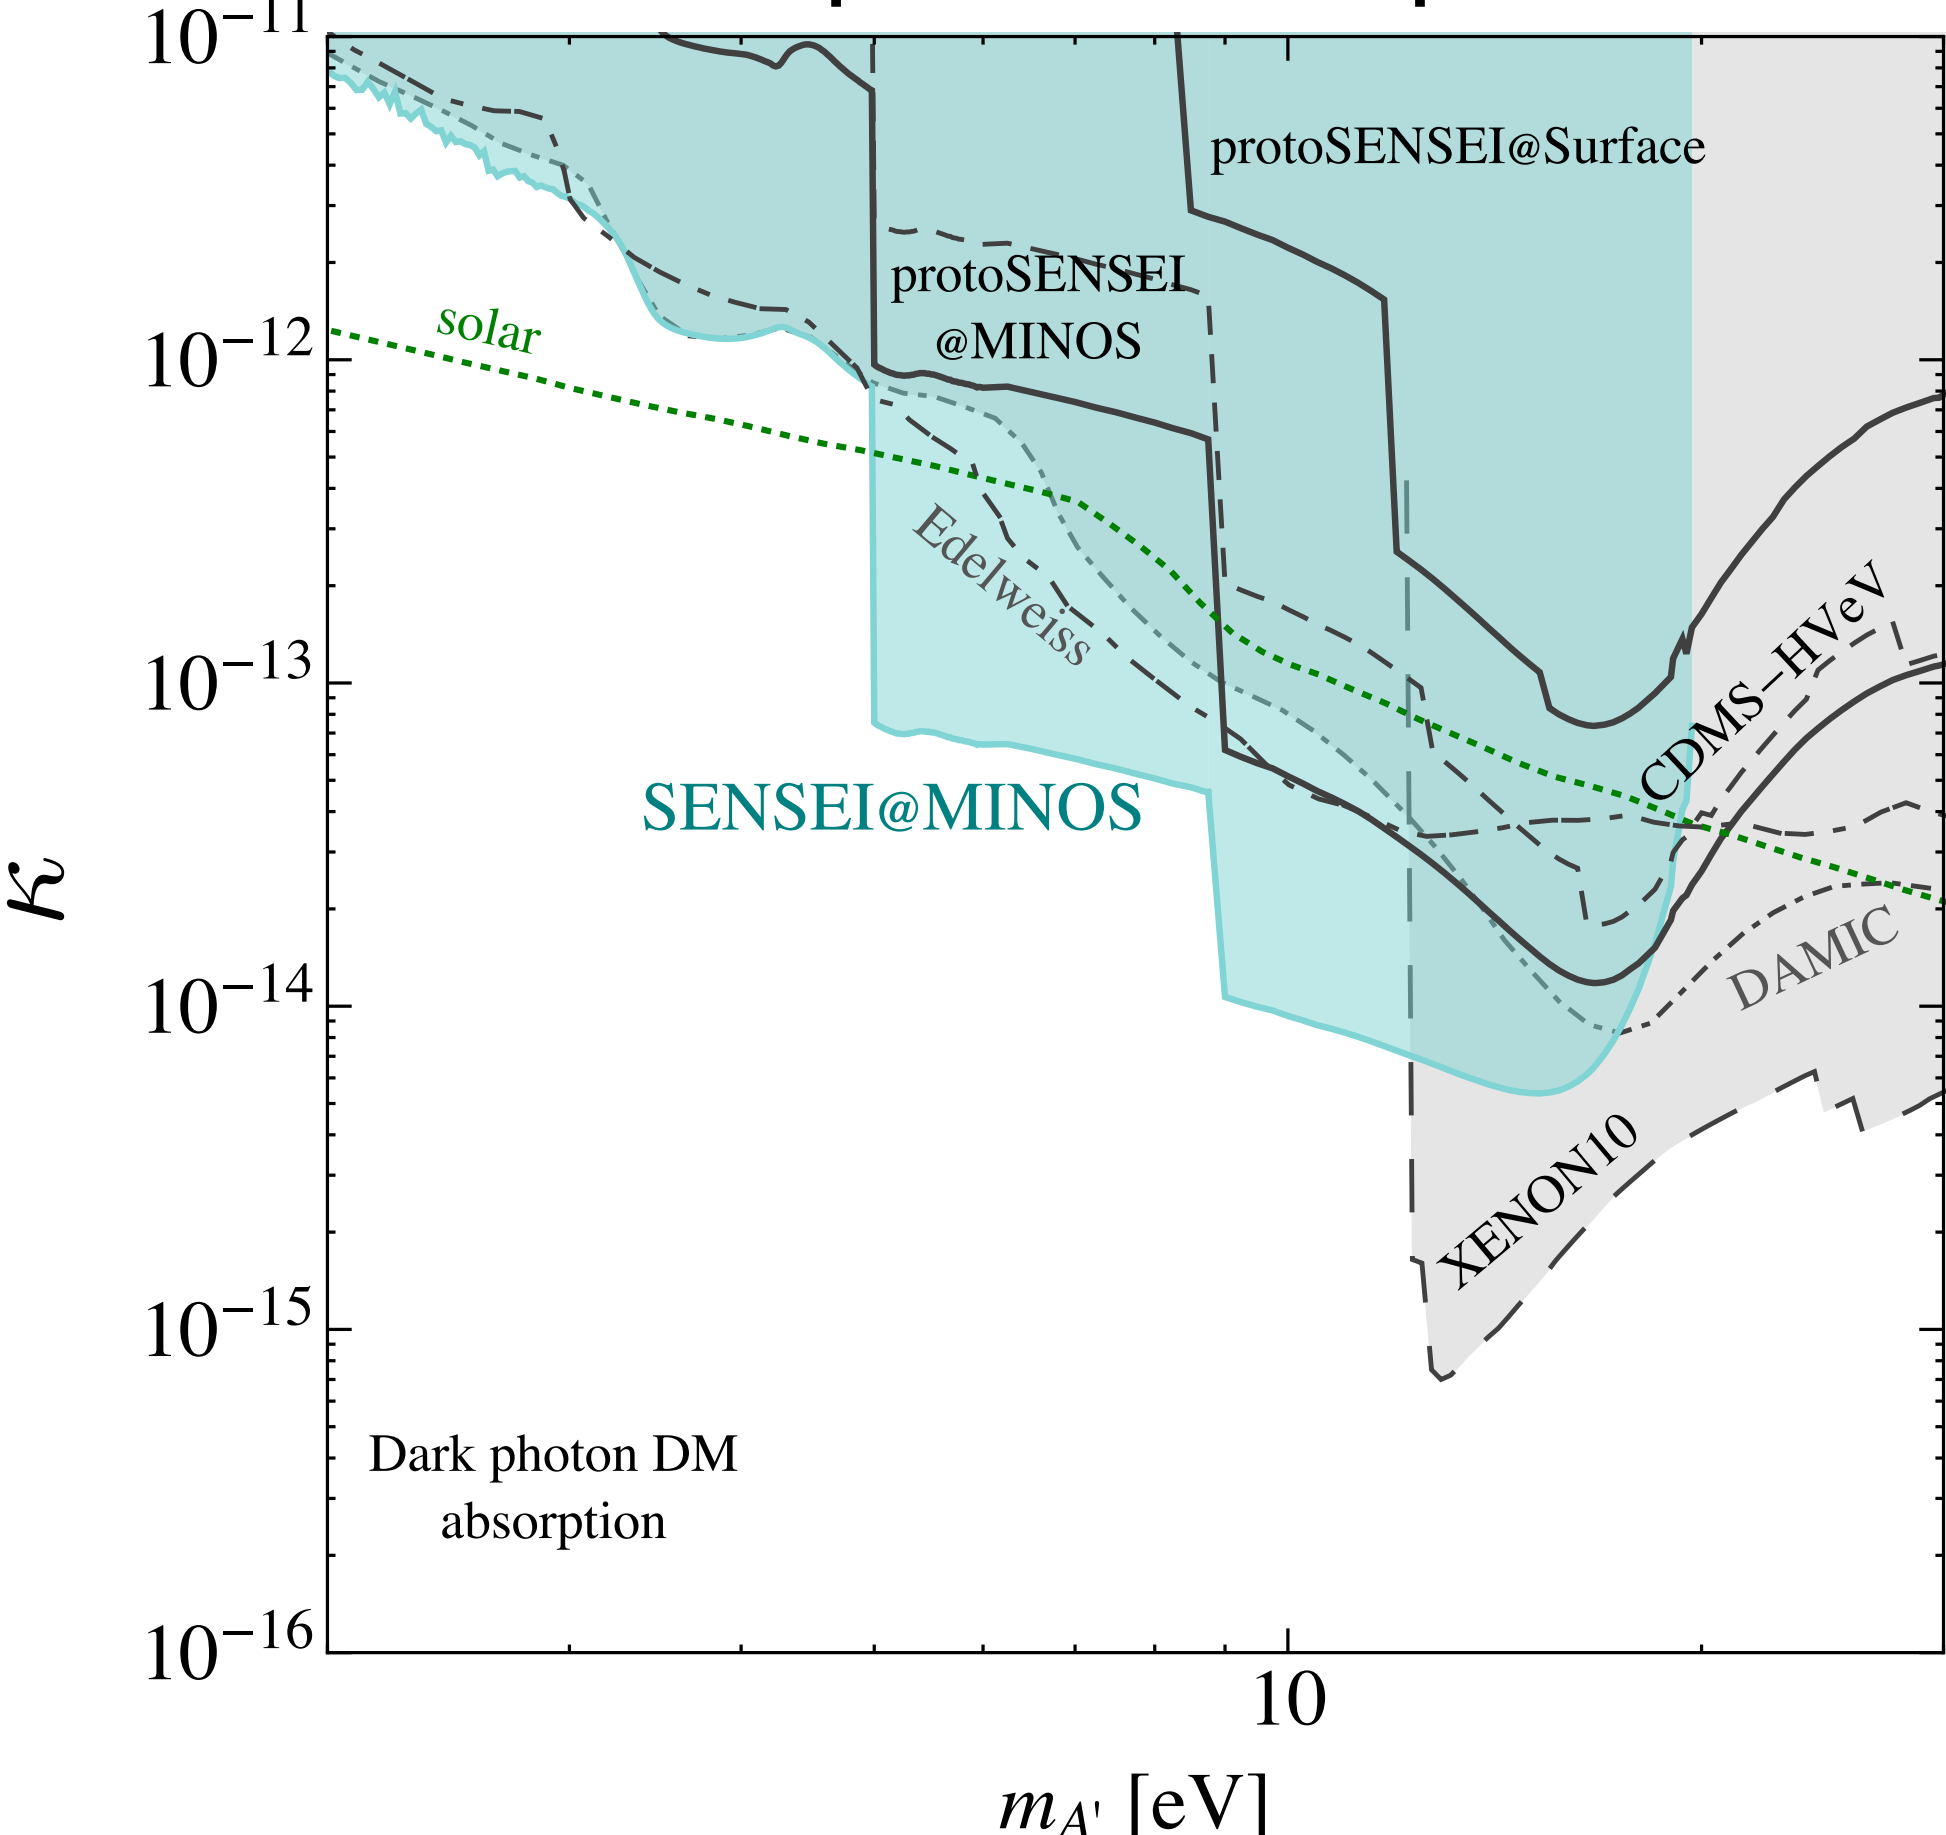 10⁻¹¹
protoSENSEI@Surface
protoSENSEI
@MINOS
solar
10⁻¹²
Edelweiss
10⁻¹³
CDMS–HVeV
SENSEI@MINOS
κ
DAMIC
10⁻¹⁴
XENON10
10⁻¹⁵
Dark photon DM
absorption
10⁻¹⁶
10
m_A' [eV]